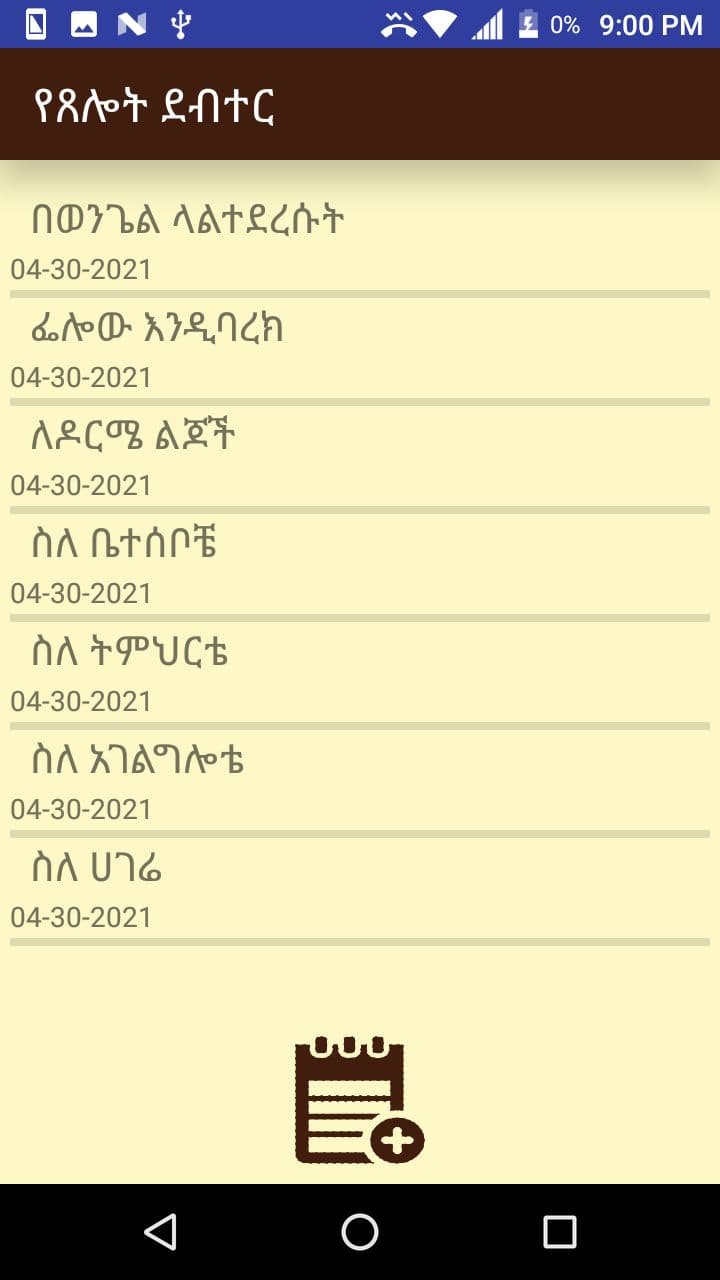 0% 9:00 PM
የጸሎት ደብተር
በወንጌል ላልተደረሱት
04-30-2021
ፌሎው እንዲባረክ
04-30-2021
ለዶርሜ ልጆች
04-30-2021
ስለ ቤተሰቦቼ
04-30-2021
ስለ ትምህርቴ
04-30-2021
ስለ አገልግሎቴ
04-30-2021
ስለ ሀገሬ
04-30-2021